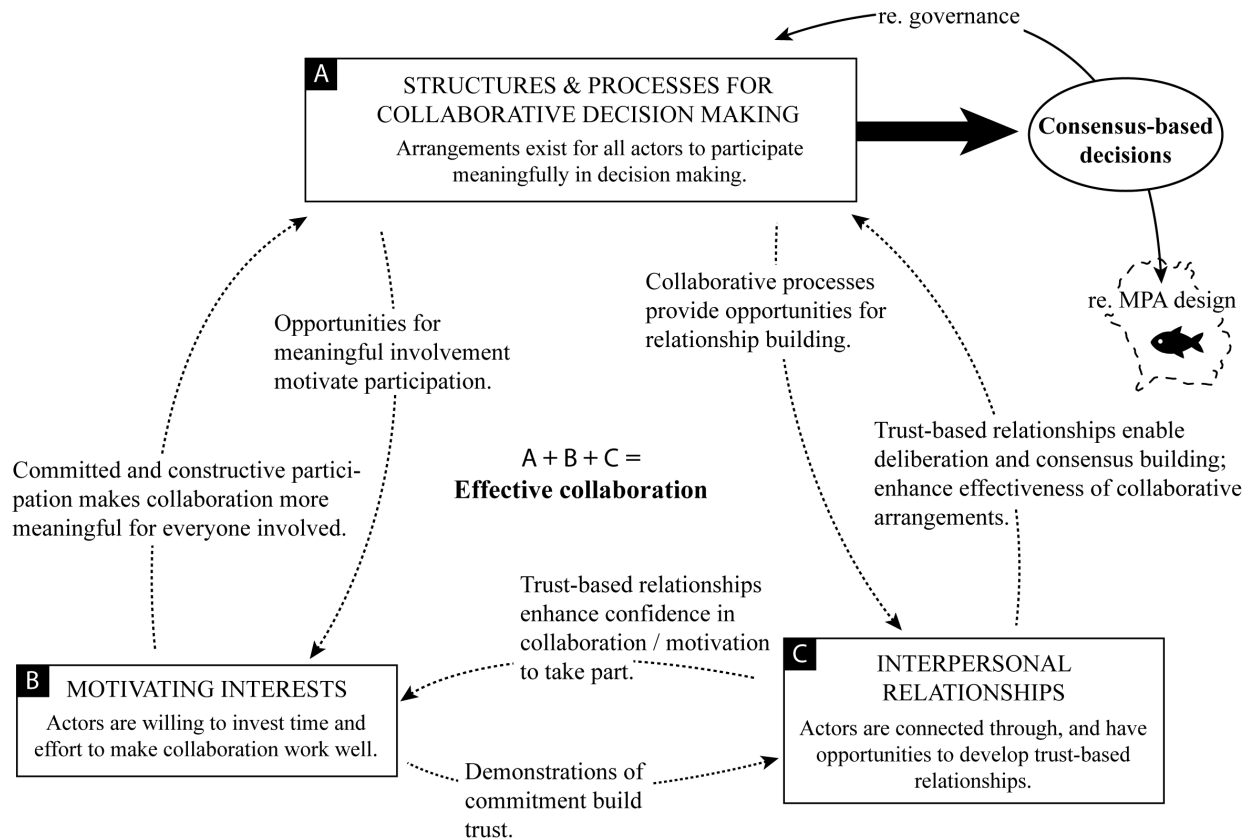 re. governance
A
STRUCTURES & PROCESSES FOR
COLLABORATIVE DECISION MAKING
Arrangements exist for all actors to participate
meaningfully in decision making.
Consensus-based
decisions
re. MPA design
Opportunities for
meaningful involvement
motivate participation.
Collaborative processes
provide opportunities for
relationship building.
Committed and constructive partici-
pation makes collaboration more
meaningful for everyone involved.
A + B + C =
Effective collaboration
Trust-based relationships enable
deliberation and consensus building;
enhance effectiveness of collaborative
arrangements.
Trust-based relationships
enhance confidence in
collaboration / motivation
to take part.
B
MOTIVATING INTERESTS
Actors are willing to invest time and
effort to make collaboration work well.
C
INTERPERSONAL
RELATIONSHIPS
Actors are connected through, and have
opportunities to develop trust-based
relationships.
Demonstrations of
commitment build
trust.